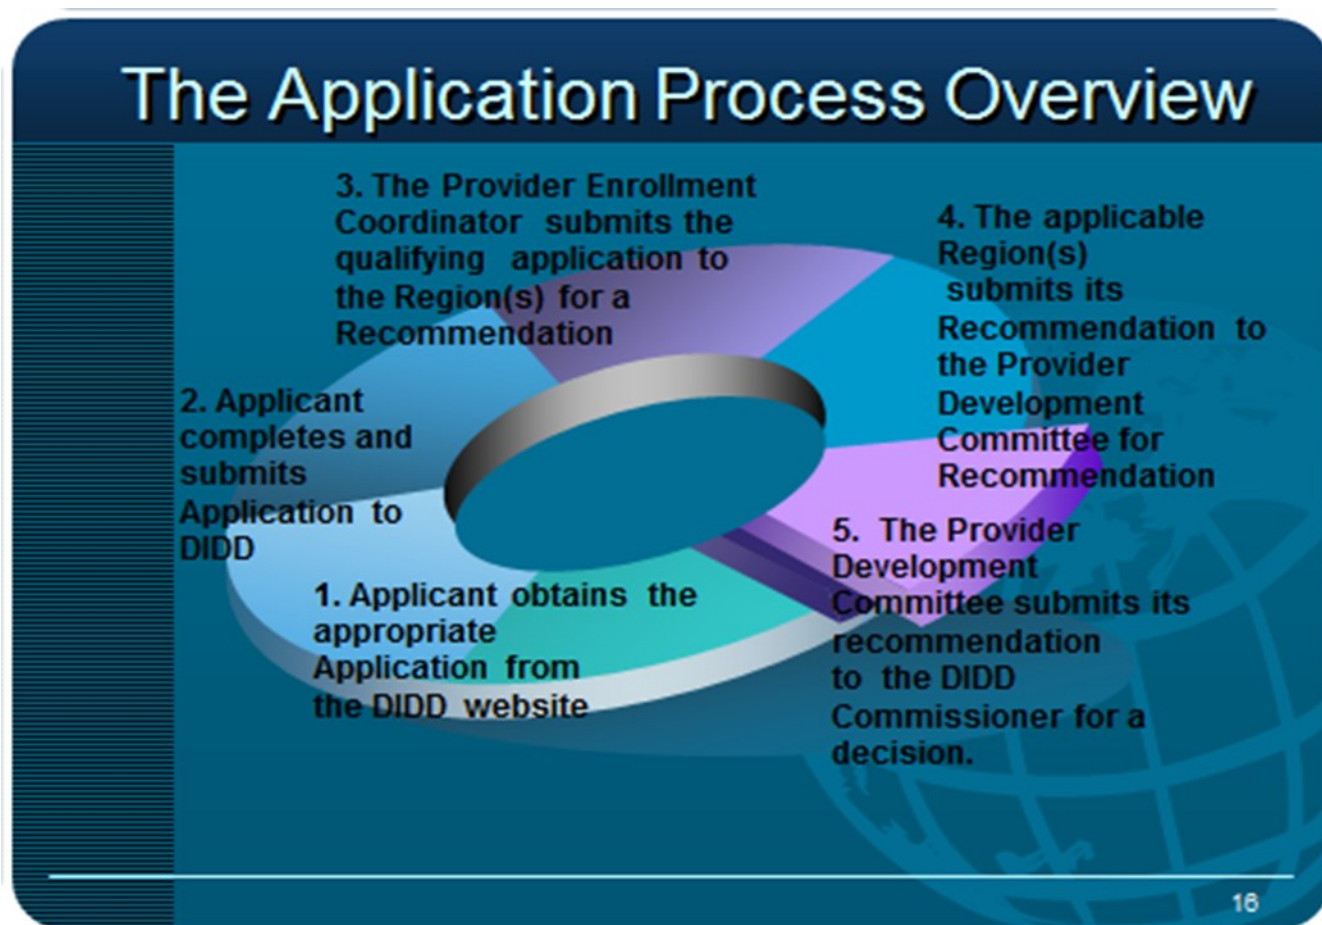 The Application Process Overview
1. Applicant obtains the
appropriate
Application from
the DIDD website
2. Applicant
completes and
submits
Application to
DIDD
3. The Provider Enrollment
Coordinator submits the
qualifying application to
the Region(s) for a
Recommendation
4. The applicable
Region(s)
submits its
Recommendation to
the Provider
Development
Committee for
Recommendation
5. The Provider
Development
Committee submits its
recommendation
to the DIDD
Commissioner for a
decision.
16